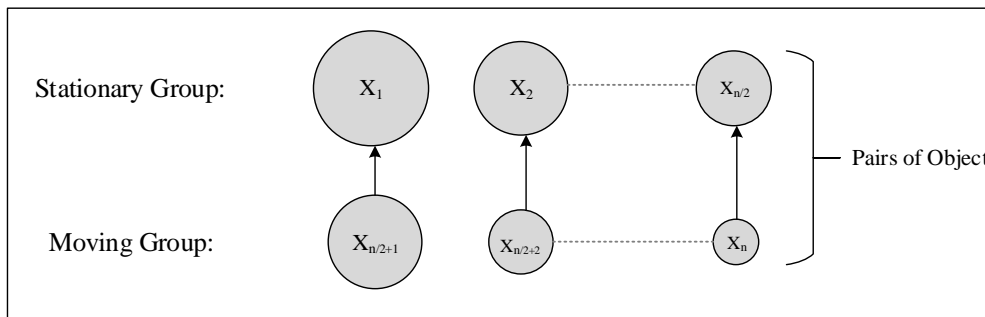 Stationary Group:
X₁
X₂
Xₙ/₂
Pairs of Object
Moving Group:
Xₙ/₂₊₁
Xₙ/₂₊₂
Xₙ